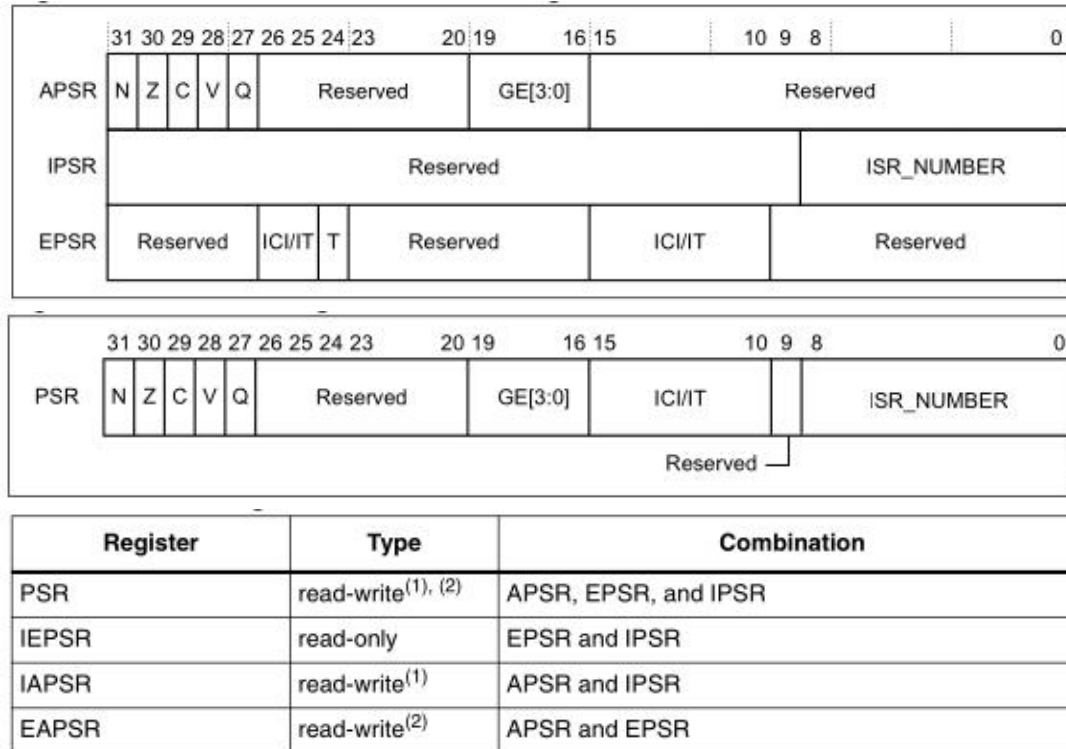 31 30 29 28 27 26 25 24 23 20 19 16 15 10 9 8 0
APSR N Z C V Q Reserved GE[3:0] Reserved
IPSR Reserved ISR_NUMBER
EPSR Reserved ICI/IT T Reserved ICI/IT Reserved
31 30 29 28 27 26 25 24 23 20 19 16 15 10 9 8 0
PSR N Z C V Q Reserved GE[3:0] ICI/IT ISR_NUMBER
Reserved
Register Type Combination
PSR read-write(1), (2) APSR, EPSR, and IPSR
IEPSR read-only EPSR and IPSR
IAPSR read-write(1) APSR and IPSR
EAPSR read-write(2) APSR and EPSR